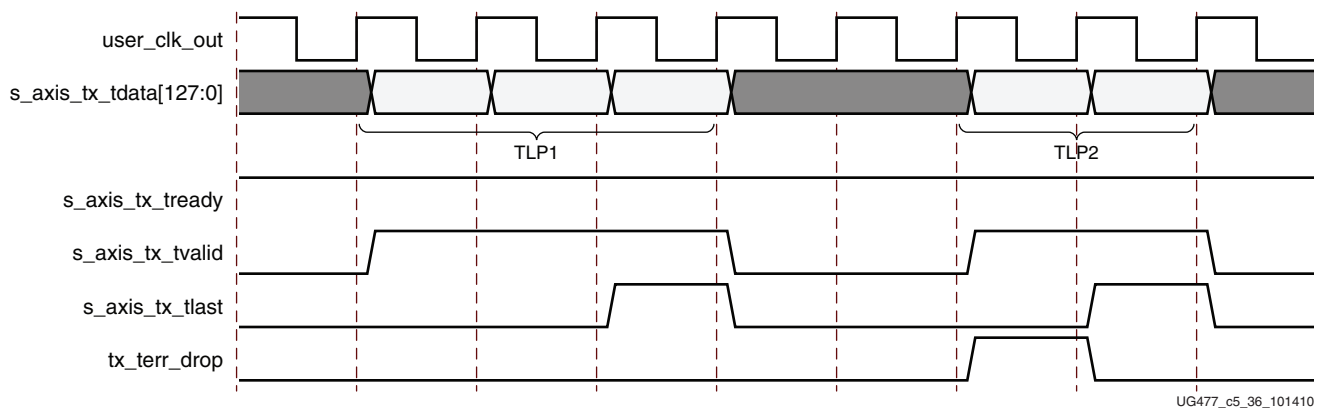 user_clk_out
s_axis_tx_tdata[127:0]
TLP1
TLP2
s_axis_tx_tready
s_axis_tx_tvalid
s_axis_tx_tlast
tx_terr_drop
UG477_c5_36_101410